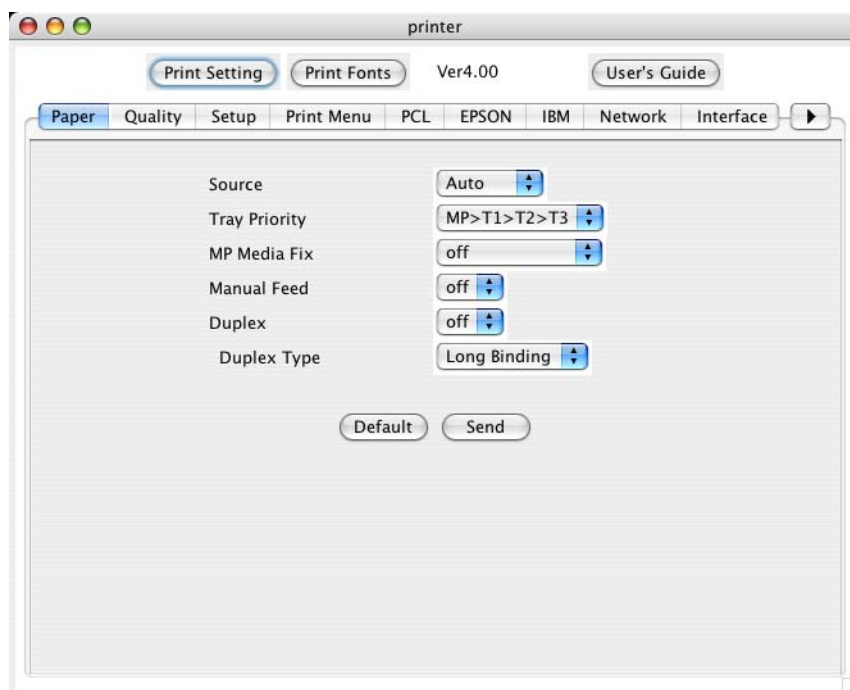 printer
Print Setting Print Fonts Ver4.00 User's Guide
Paper Quality Setup Print Menu PCL EPSON IBM Network Interface
Source Auto
Tray Priority MP>T1>T2>T3
MP Media Fix off
Manual Feed off
Duplex off
Duplex Type Long Binding
Default Send